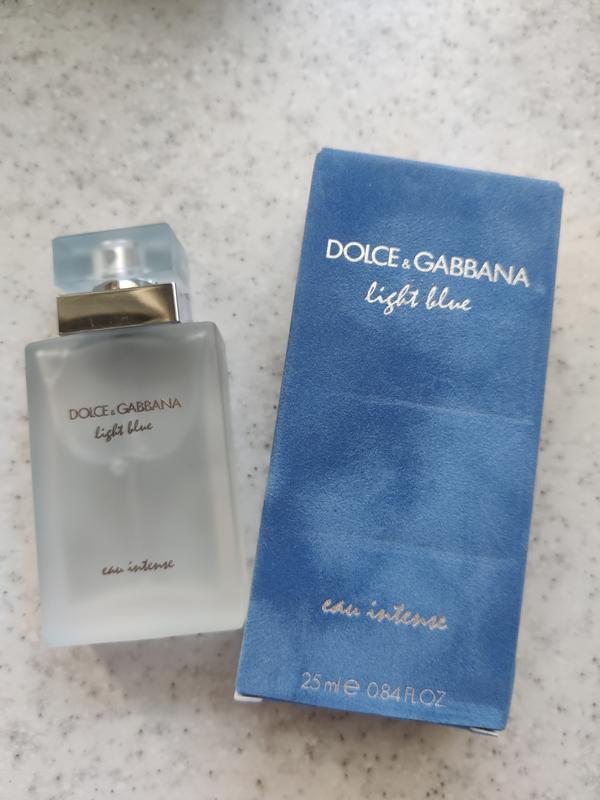 DOLCE & GABBANA
light blue
eau intense
DOLCE & GABBANA
light blue
eau intense
25 ml ℮ 0.84 FL.OZ